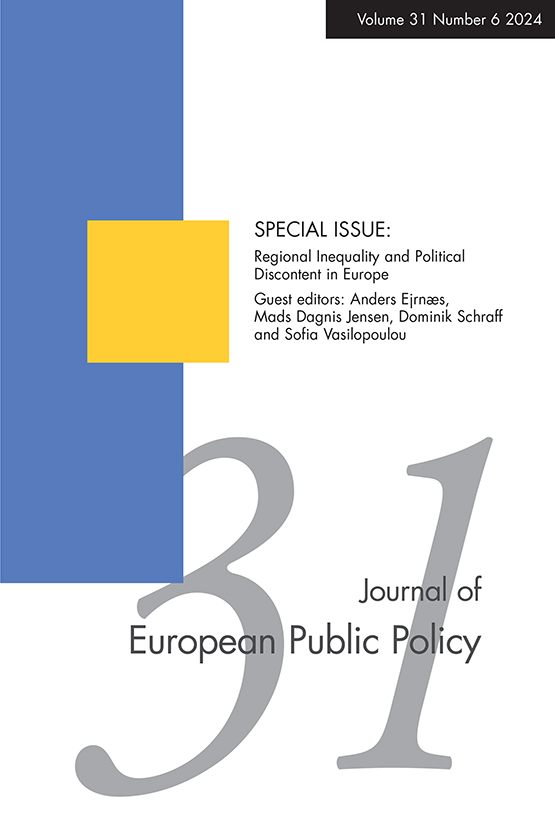 Volume 31 Number 6 2024
SPECIAL ISSUE:
Regional Inequality and Political
Discontent in Europe
Guest editors: Anders Ejrnæs,
Mads Dagnis Jensen, Dominik Schraff
and Sofia Vasilopoulou
31
Journal of
European Public Policy